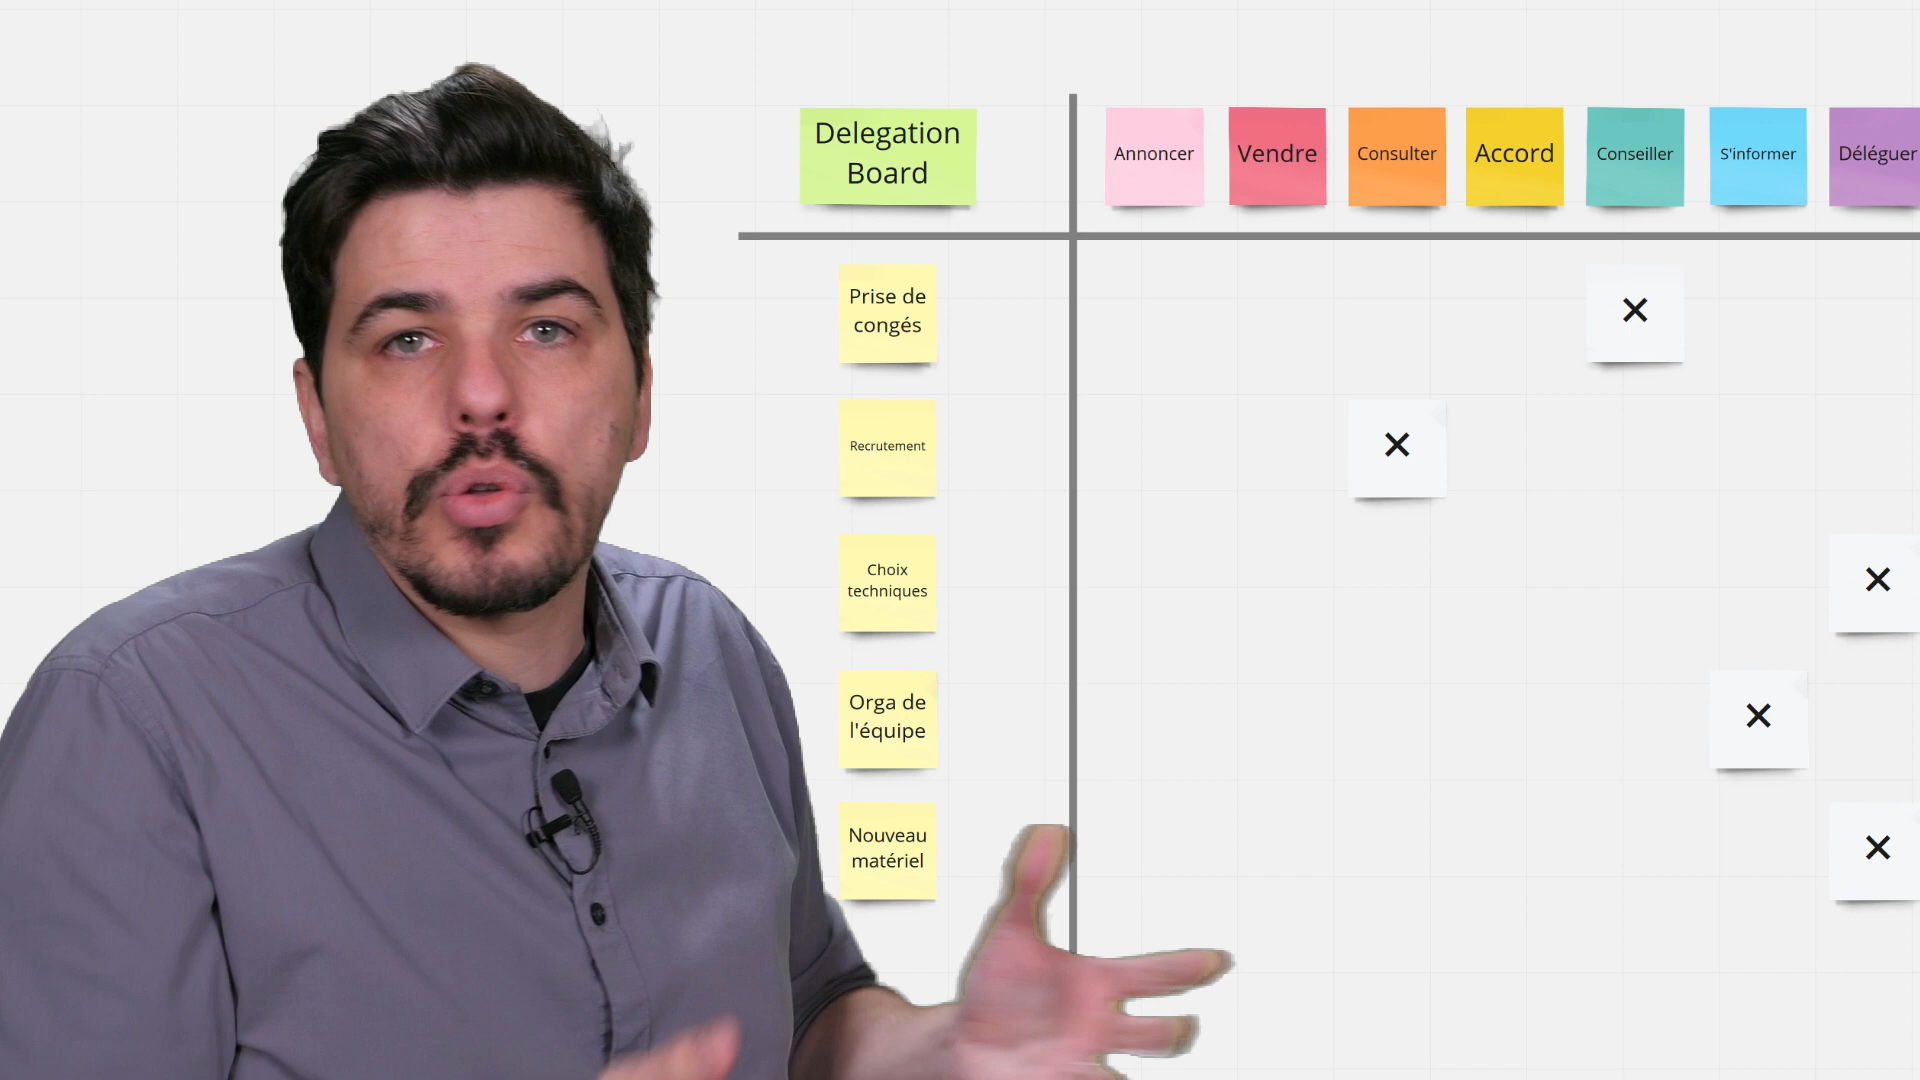 Delegation
Board
Annoncer
Vendre
Consulter
Accord
Conseiller
S'informer
Déléguer
Prise de
congés
✕
Recrutement
✕
Choix
techniques
✕
Orga de
l'équipe
✕
Nouveau
matériel
✕